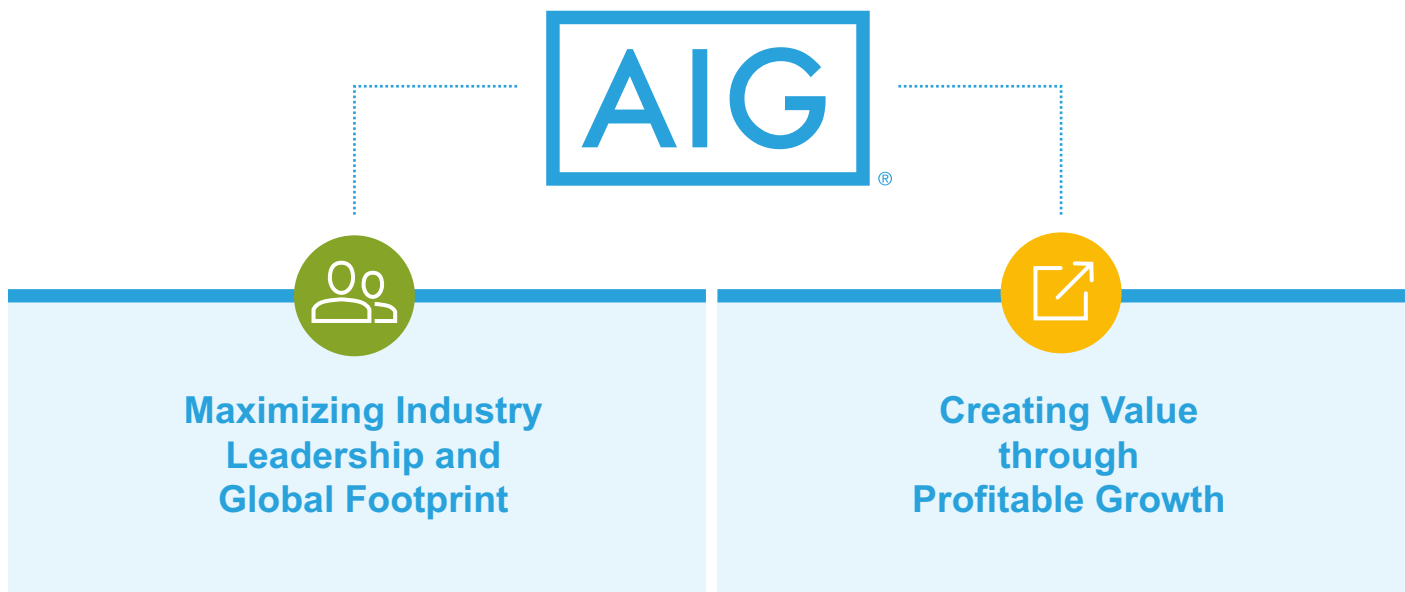 AIG
®
Maximizing Industry
Leadership and
Global Footprint
Creating Value
through
Profitable Growth